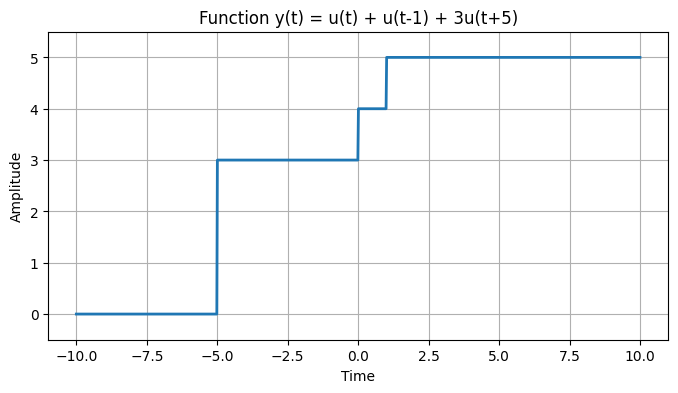 Function y(t) = u(t) + u(t-1) + 3u(t+5)
5
4
3
2
1
0
Amplitude
−10.0 −7.5 −5.0 −2.5 0.0 2.5 5.0 7.5 10.0
Time